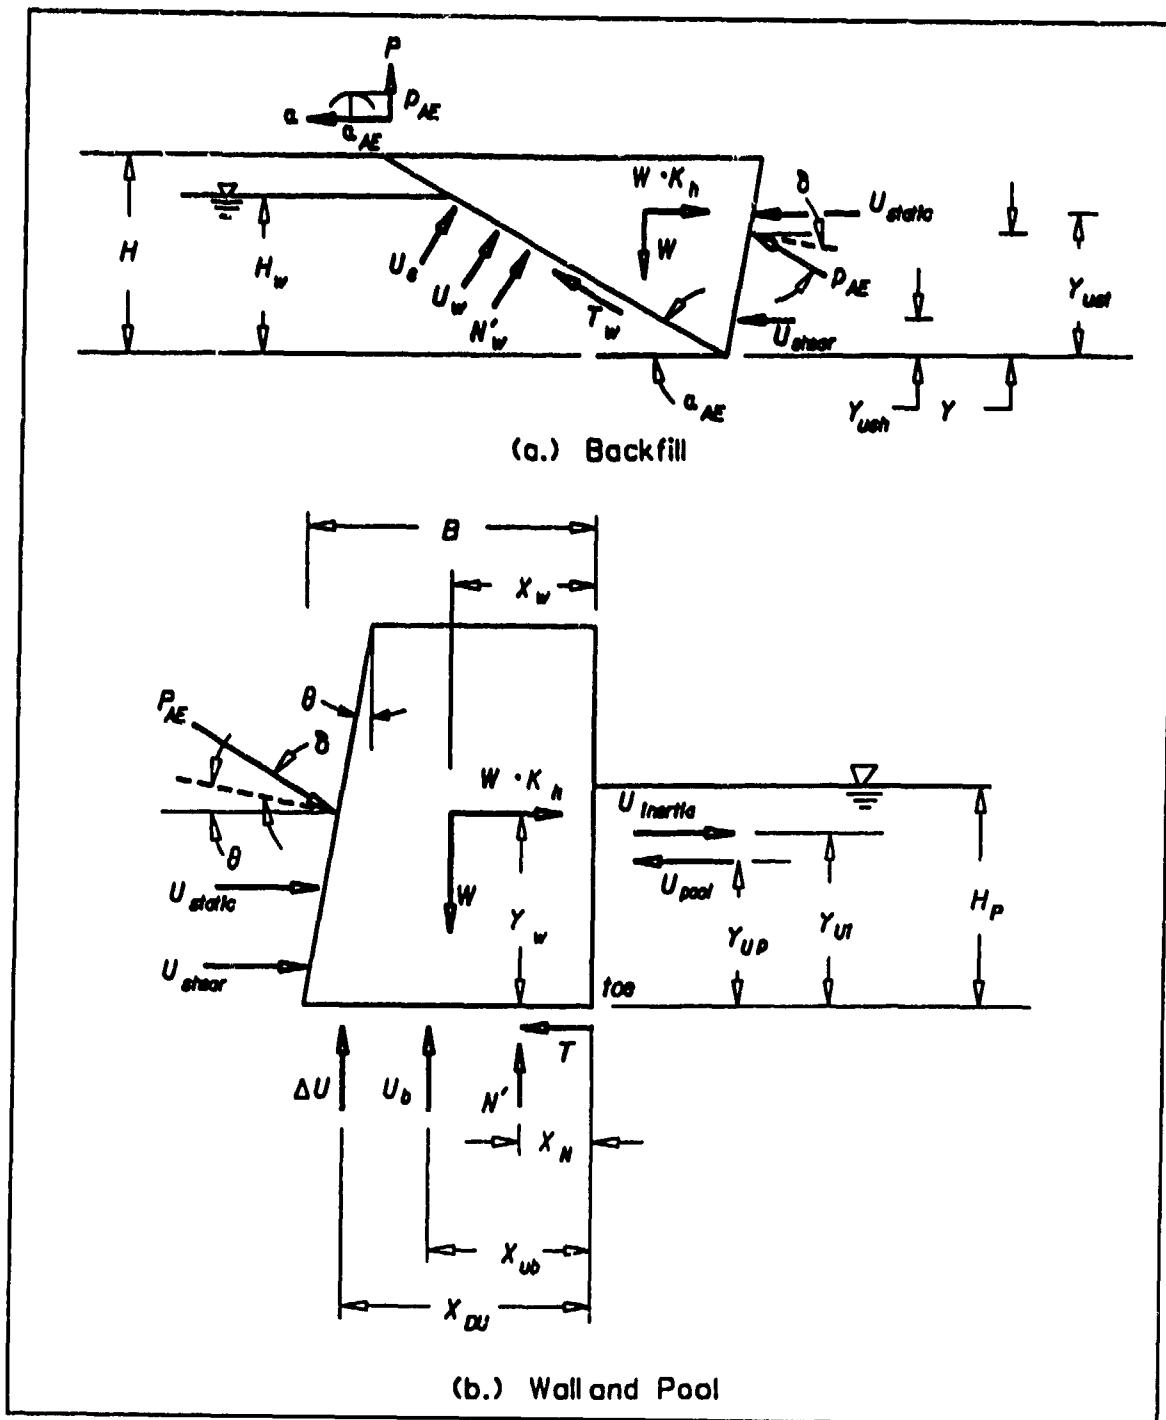 P
a
P_AE
α_AE
W · K_h
δ
U_static
H
H_w
W
P_AE
Y_ust
U_e
U_w
N'_w
T_w
U_shear
α_AE
Y_ush
Y
(a.) Backfill
B
X_w
P_AE
θ
δ
W · K_h
U_inertia
θ
U_static
W
U_pool
H_P
Y_w
Y_UP
Y_UI
U_shear
toe
T
ΔU
U_b
N'
X_N
X_ub
X_DU
(b.) Wall and Pool